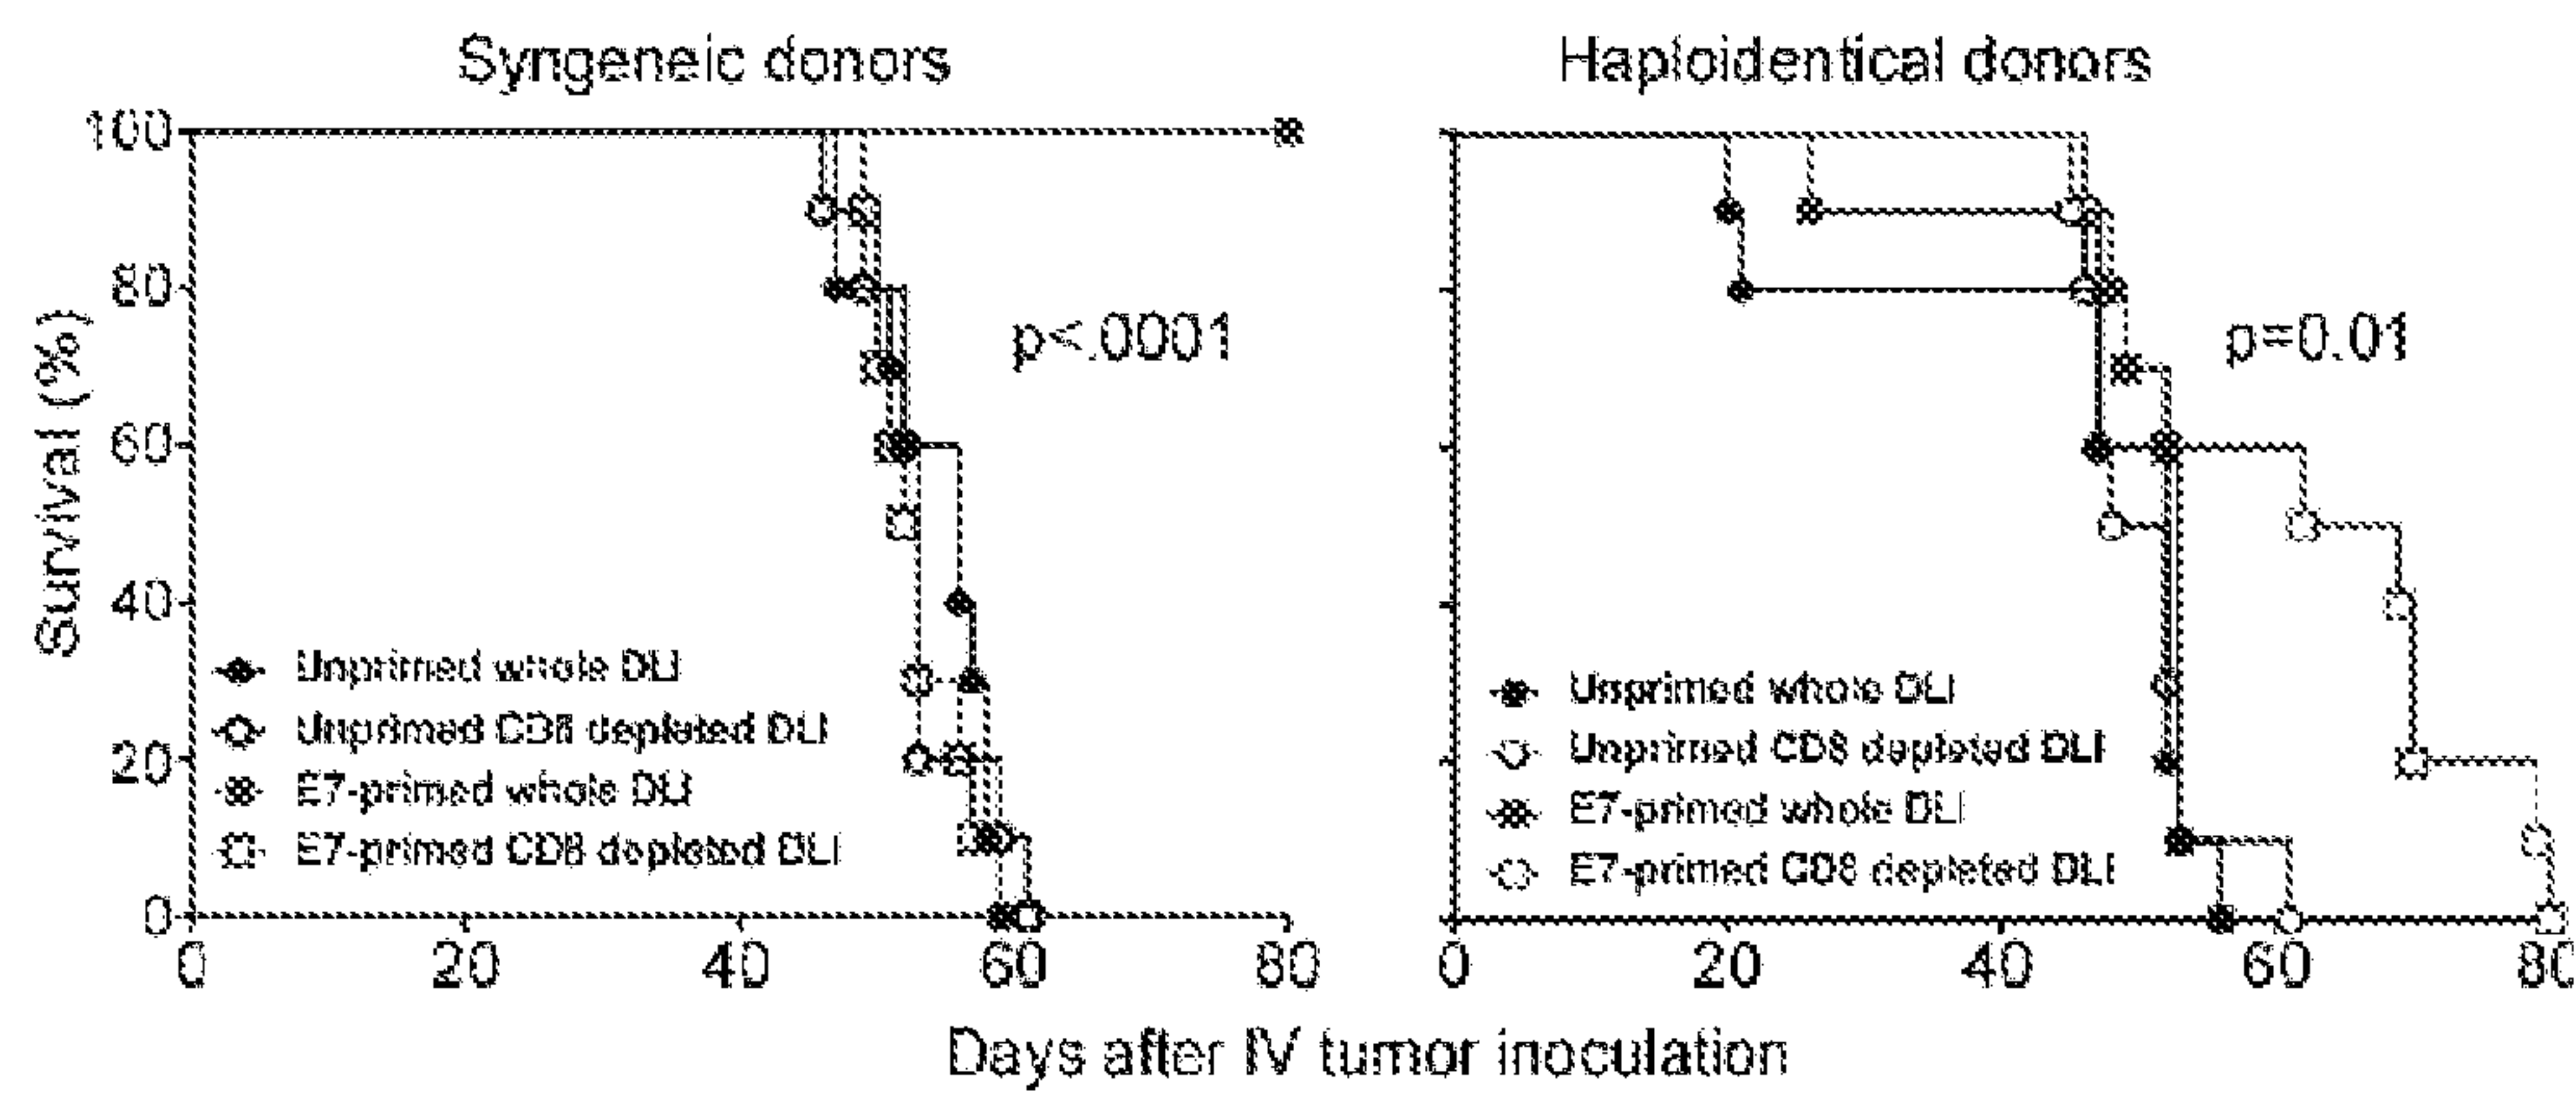 Syngeneic donors
Haploidentical donors
Survival (%)
100
80
60
40
20
0
p<.0001
p=0.01
Unprimed whole DLI
Unprimed CD8 depleted DLI
E7-primed whole DLI
E7-primed CD8 depleted DLI
Unprimed whole DLI
Unprimed CD8 depleted DLI
E7-primed whole DLI
E7-primed CD8 depleted DLI
0 20 40 60 80
0 20 40 60 80
Days after IV tumor inoculation